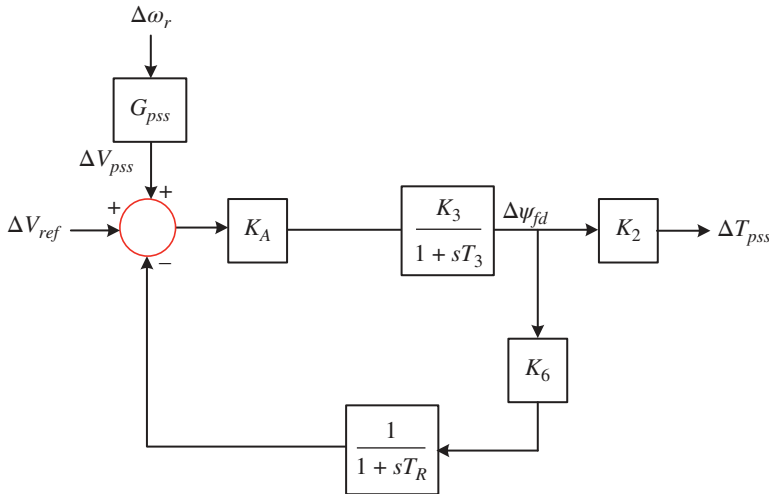 Δω_r
G_pss
ΔV_pss
+
+
ΔV_ref
−
K_A
K_3
1 + sT_3
Δψ_fd
K_2
ΔT_pss
K_6
1
1 + sT_R